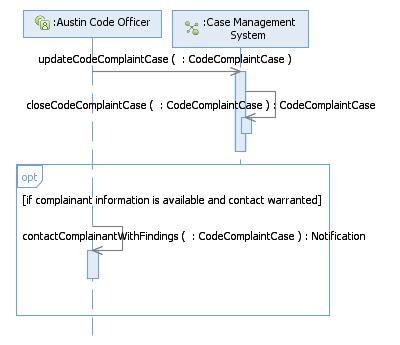 :Austin Code Officer
:Case Management
System
updateCodeComplaintCase (  : CodeComplaintCase )
closeCodeComplaintCase (  : CodeComplaintCase ) : CodeComplaintCase
opt
[if complainant information is available and contact warranted]
contactComplainantWithFindings (  : CodeComplaintCase ) : Notification